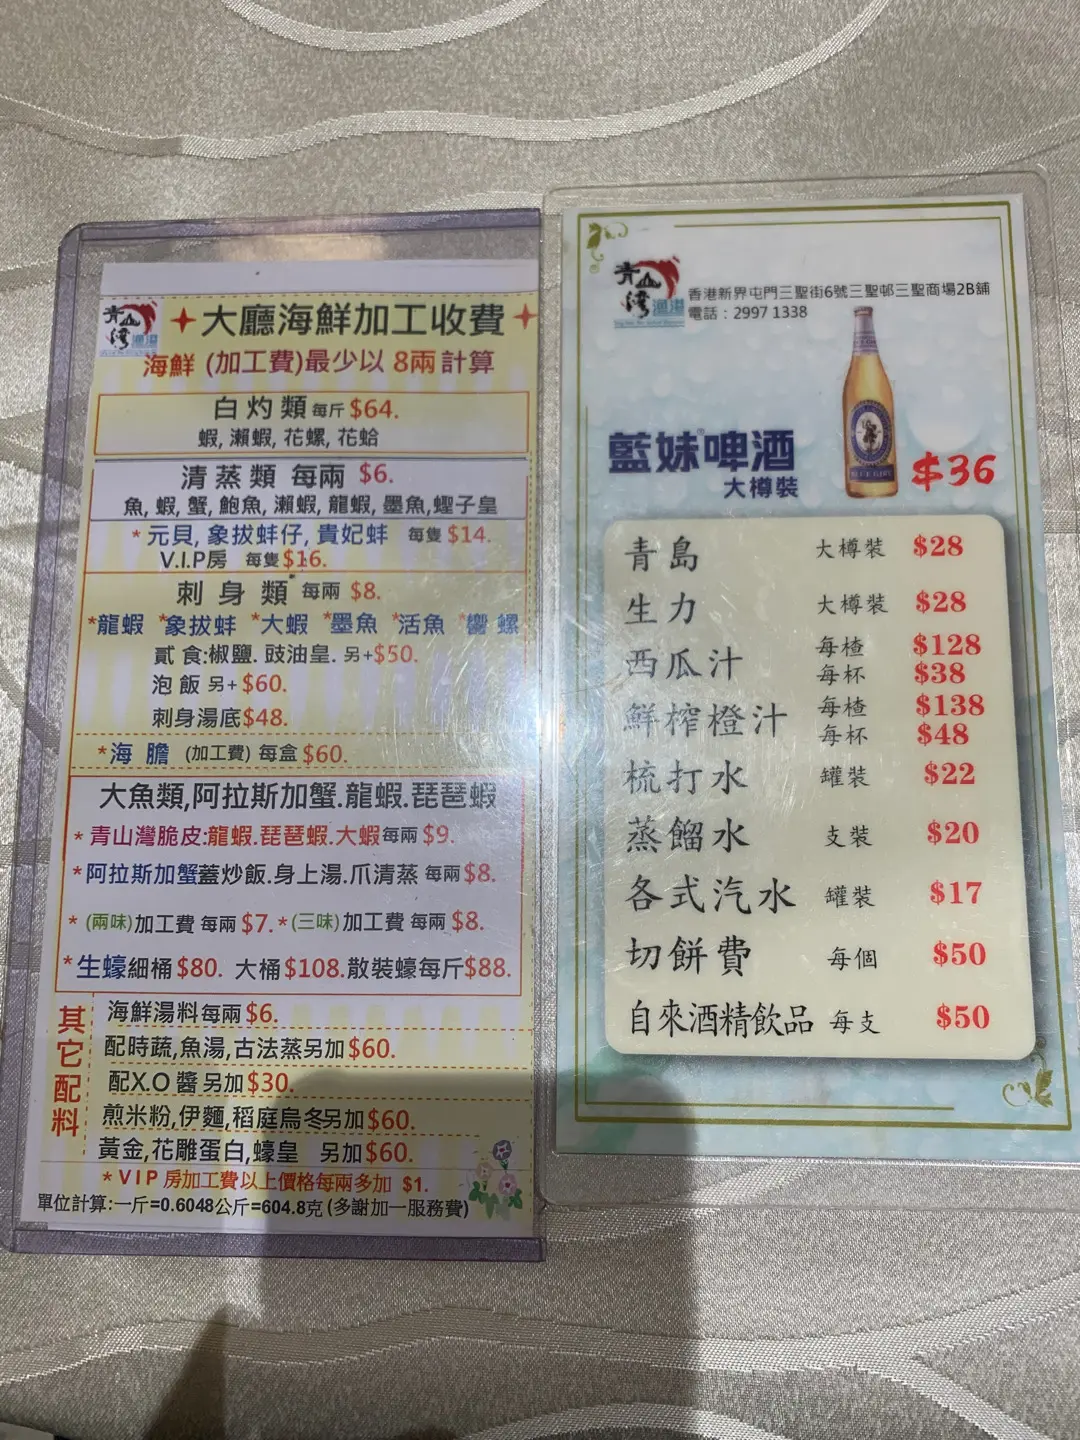 青山灣
漁港
大廳海鮮加工收費
海鮮 (加工費)最少以 8兩計算
白灼類 每斤 $64.
蝦, 瀨蝦, 花螺, 花蛤
清蒸類 每兩 $6.
魚, 蝦, 蟹, 鮑魚, 瀨蝦, 龍蝦, 墨魚, 蟶子皇
*元貝, 象拔蚌仔, 貴妃蚌 每隻 $14.
V.I.P房 每隻 $16.
刺身類 每兩 $8.
*龍蝦 *象拔蚌 *大蝦 *墨魚 *活魚 *響螺
貳食:椒鹽. 豉油皇. 另+$50.
泡飯 另+ $60.
刺身湯底 $48.
*海膽 (加工費) 每盒 $60.
大魚類,阿拉斯加蟹.龍蝦.琵琶蝦
*青山灣脆皮:龍蝦.琵琶蝦.大蝦 每兩 $9.
*阿拉斯加蟹蓋炒飯.身上湯.爪清蒸 每兩 $8.
*(兩味)加工費 每兩 $7. *(三味)加工費 每兩 $8.
*生蠔細桶 $80. 大桶 $108. 散裝蠔每斤 $88.
其它配料
海鮮湯料每兩 $6.
配時蔬,魚湯,古法蒸另加 $60.
配X.O醬 另加 $30.
煎米粉,伊麵,稻庭烏冬另加 $60.
黃金,花雕蛋白,蠔皇 另加 $60.
*VIP房加工費以上價格每兩多加 $1.
單位計算:一斤=0.6048公斤=604.8克 (多謝加一服務費)
青山灣
漁港
香港新界屯門三聖街6號三聖邨三聖商場2B舖
電話:2997 1338
藍妹®啤酒
大樽裝
$36
BLUE GIRL
青島 大樽裝 $28
生力 大樽裝 $28
西瓜汁 每楂 $128
每杯 $38
鮮榨橙汁 每楂 $138
每杯 $48
梳打水 罐裝 $22
蒸餾水 支裝 $20
各式汽水 罐裝 $17
切餅費 每個 $50
自來酒精飲品 每支 $50